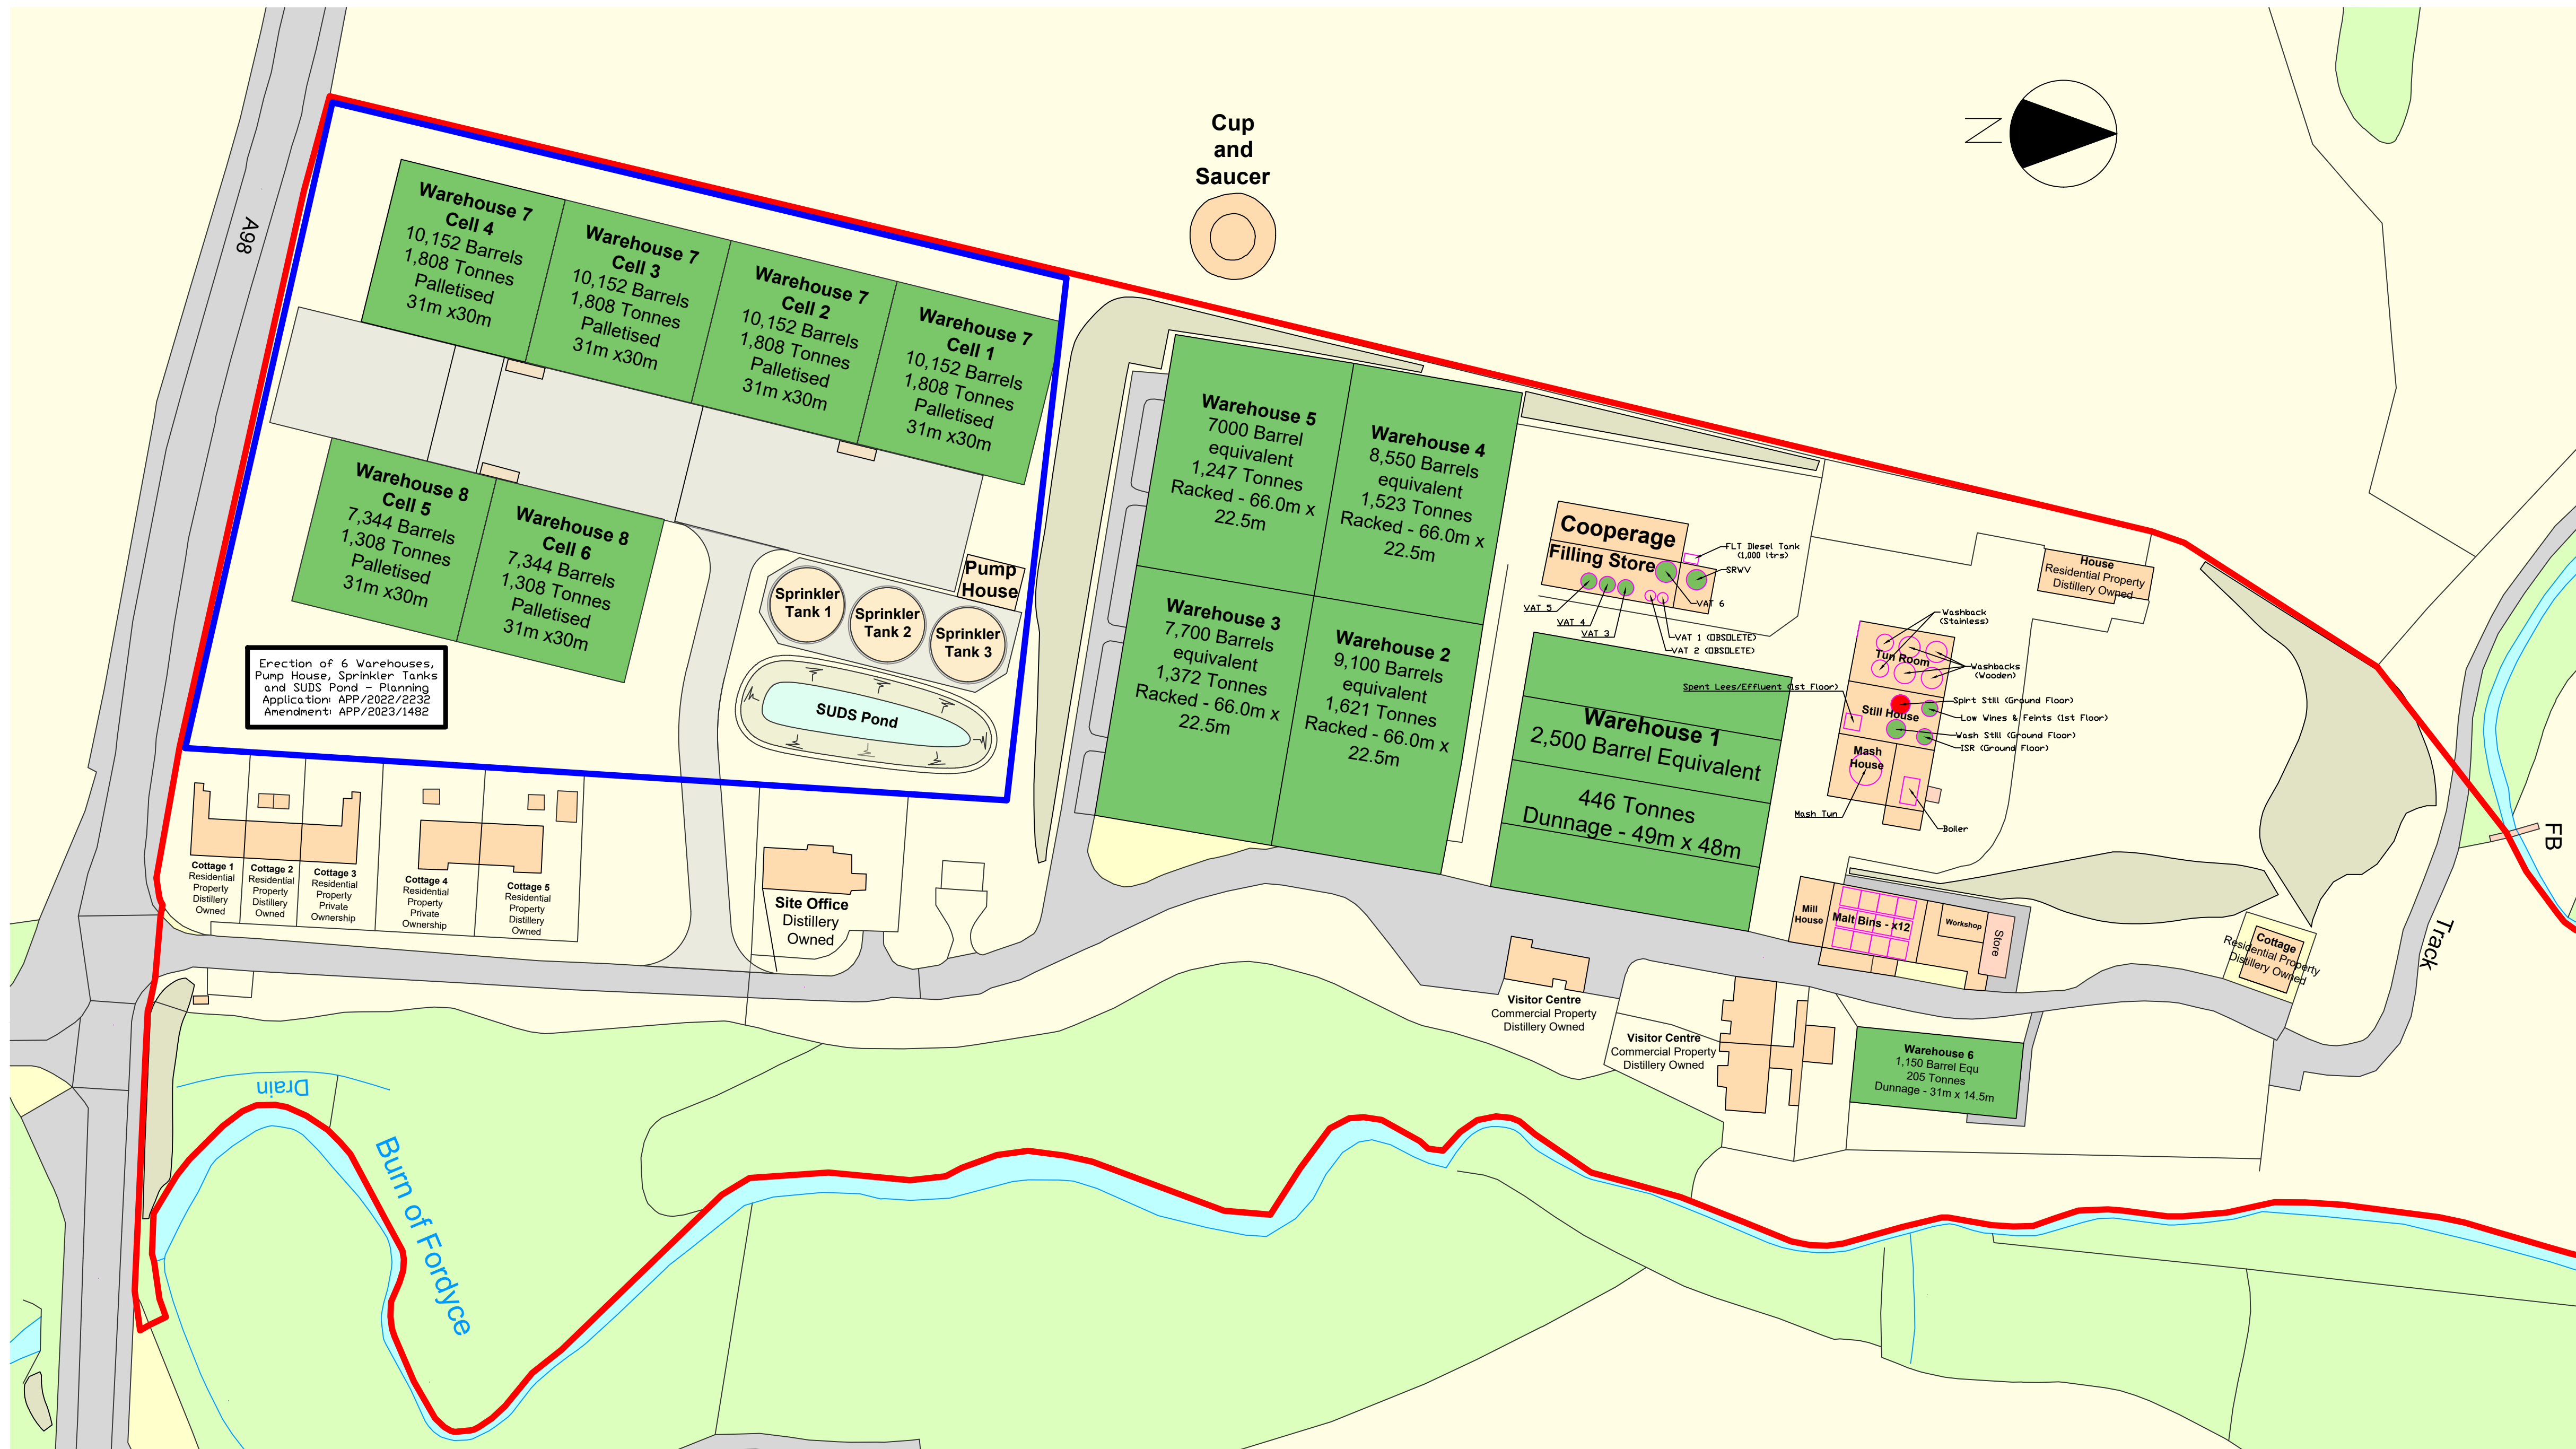 Cup
and
Saucer
N
A98
Warehouse 7
Cell 4
10,152 Barrels
1,808 Tonnes
Palletised
31m x30m
Warehouse 7
Cell 3
10,152 Barrels
1,808 Tonnes
Palletised
31m x30m
Warehouse 7
Cell 2
10,152 Barrels
1,808 Tonnes
Palletised
31m x30m
Warehouse 7
Cell 1
10,152 Barrels
1,808 Tonnes
Palletised
31m x30m
Warehouse 8
Cell 5
7,344 Barrels
1,308 Tonnes
Palletised
31m x30m
Warehouse 8
Cell 6
7,344 Barrels
1,308 Tonnes
Palletised
31m x30m
Erection of 6 Warehouses,
Pump House, Sprinkler Tanks
and SUDS Pond - Planning
Application: APP/2022/2232
Amendment: APP/2023/1482
Pump
House
Sprinkler
Tank 1
Sprinkler
Tank 2
Sprinkler
Tank 3
SUDS Pond
Warehouse 5
7000 Barrel
equivalent
1,247 Tonnes
Racked - 66.0m x
22.5m
Warehouse 4
8,550 Barrels
equivalent
1,523 Tonnes
Racked - 66.0m x
22.5m
Warehouse 3
7,700 Barrels
equivalent
1,372 Tonnes
Racked - 66.0m x
22.5m
Warehouse 2
9,100 Barrels
equivalent
1,621 Tonnes
Racked - 66.0m x
22.5m
Cooperage
Filling Store
FLT Diesel Tank
(1,000 ltrs)
SRWV
VAT 6
VAT 5
VAT 4
VAT 3
VAT 1 (OBSOLETE)
VAT 2 (OBSOLETE)
Warehouse 1
2,500 Barrel Equivalent
446 Tonnes
Dunnage - 49m x 48m
House
Residential Property
Distillery Owned
Washback
(Stainless)
Tun Room
Washbacks
(Wooden)
Spent Lees/Effluent (1st Floor)
Spirt Still (Ground Floor)
Still House
Low Wines & Feints (1st Floor)
Wash Still (Ground Floor)
ISR (Ground Floor)
Mash
House
Mash Tun
Boiler
Mill
House
Malt Bins - x12
Workshop
Store
FB
Track
Cottage
Residential Property
Distillery Owned
Cottage 1
Residential
Property
Distillery
Owned
Cottage 2
Residential
Property
Distillery
Owned
Cottage 3
Residential
Property
Private
Ownership
Cottage 4
Residential
Property
Private
Ownership
Cottage 5
Residential
Property
Distillery
Owned
Site Office
Distillery
Owned
Visitor Centre
Commercial Property
Distillery Owned
Visitor Centre
Commercial Property
Distillery Owned
Warehouse 6
1,150 Barrel Equ
205 Tonnes
Dunnage - 31m x 14.5m
Drain
Burn of Fordyce